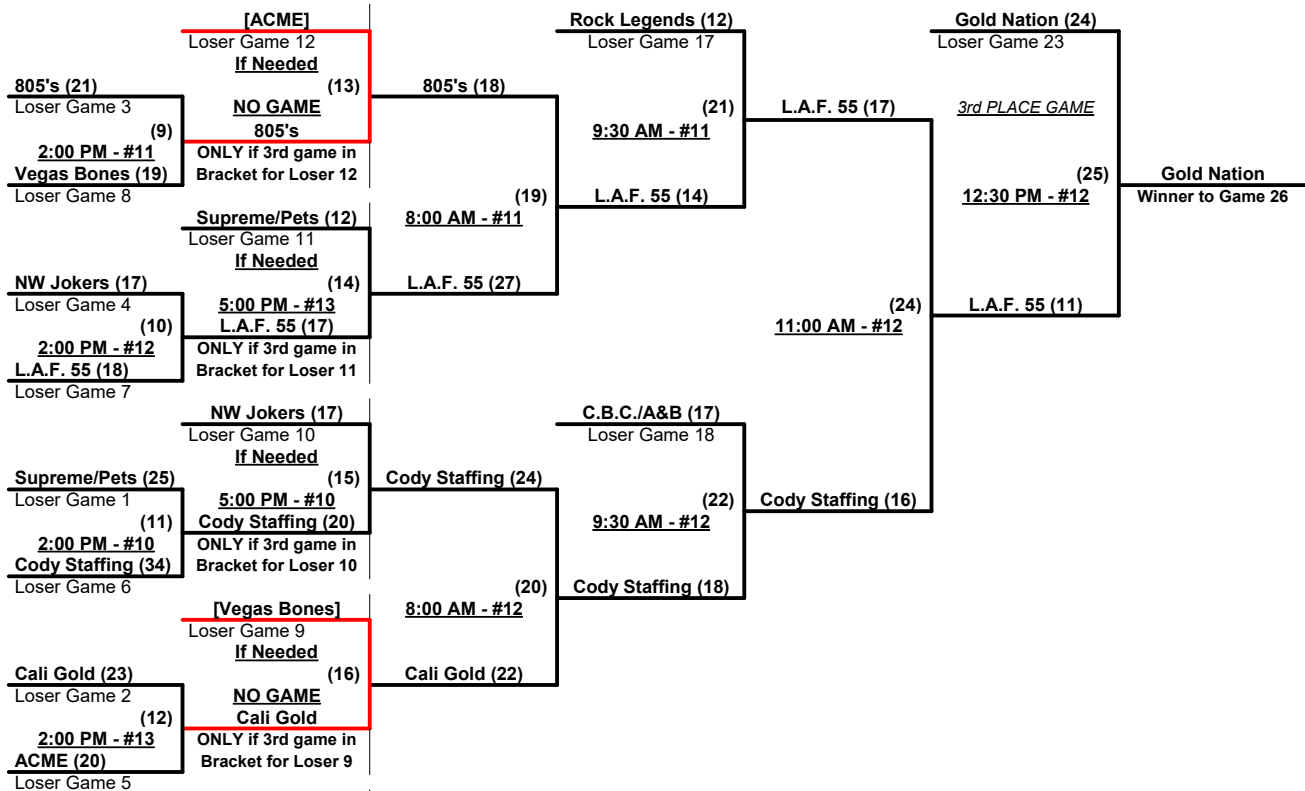 [ACME]
Loser Game 12
If Needed
(13)
NO GAME
805's
ONLY if 3rd game in
Bracket for Loser 12
805's (21)
Loser Game 3
(9)
2:00 PM - #11
Vegas Bones (19)
Loser Game 8
Supreme/Pets (12)
Loser Game 11
If Needed
(14)
5:00 PM - #13
L.A.F. 55 (17)
ONLY if 3rd game in
Bracket for Loser 11
NW Jokers (17)
Loser Game 4
(10)
2:00 PM - #12
L.A.F. 55 (18)
Loser Game 7
NW Jokers (17)
Loser Game 10
If Needed
(15)
5:00 PM - #10
Cody Staffing (20)
ONLY if 3rd game in
Bracket for Loser 10
Supreme/Pets (25)
Loser Game 1
(11)
2:00 PM - #10
Cody Staffing (34)
Loser Game 6
[Vegas Bones]
Loser Game 9
If Needed
(16)
NO GAME
Cali Gold
ONLY if 3rd game in
Bracket for Loser 9
Cali Gold (23)
Loser Game 2
(12)
2:00 PM - #13
ACME (20)
Loser Game 5
805's (18)
(19)
8:00 AM - #11
L.A.F. 55 (27)
Cody Staffing (24)
(20)
8:00 AM - #12
Cali Gold (22)
Rock Legends (12)
Loser Game 17
(21)
9:30 AM - #11
L.A.F. 55 (14)
C.B.C./A&B (17)
Loser Game 18
(22)
9:30 AM - #12
Cody Staffing (18)
L.A.F. 55 (17)
(24)
11:00 AM - #12
Cody Staffing (16)
Gold Nation (24)
Loser Game 23
3rd PLACE GAME
(25)
12:30 PM - #12
L.A.F. 55 (11)
Gold Nation
Winner to Game 26